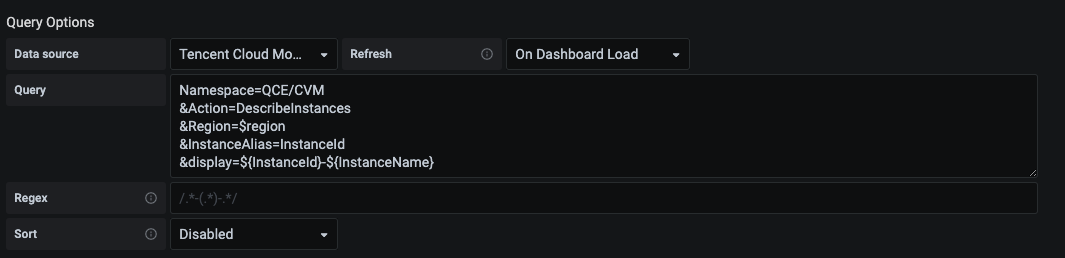 Query Options
Data source Tencent Cloud Mo... Refresh On Dashboard Load
Query
Namespace=QCE/CVM
&Action=DescribeInstances
&Region=$region
&InstanceAlias=InstanceId
&display=${InstanceId}-${InstanceName}
Regex /.*-(.*)-.*/
Sort Disabled